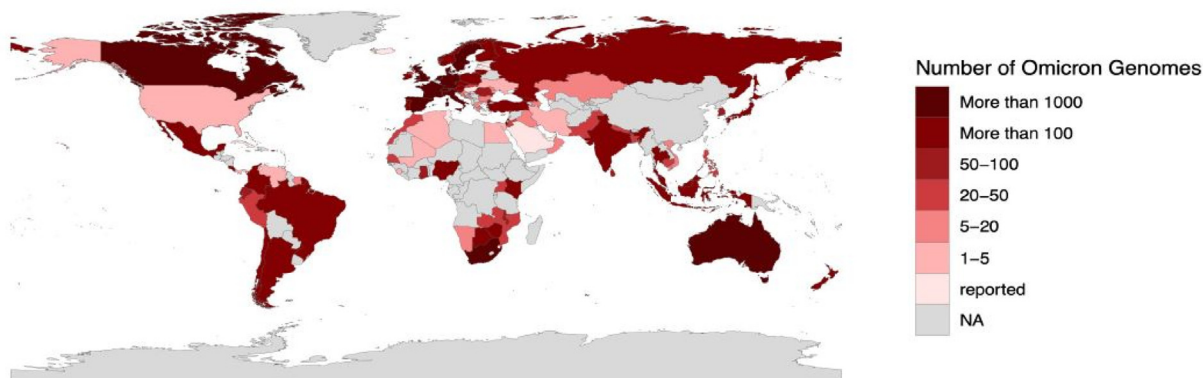 Number of Omicron Genomes
More than 1000
More than 100
50–100
20–50
5–20
1–5
reported
NA